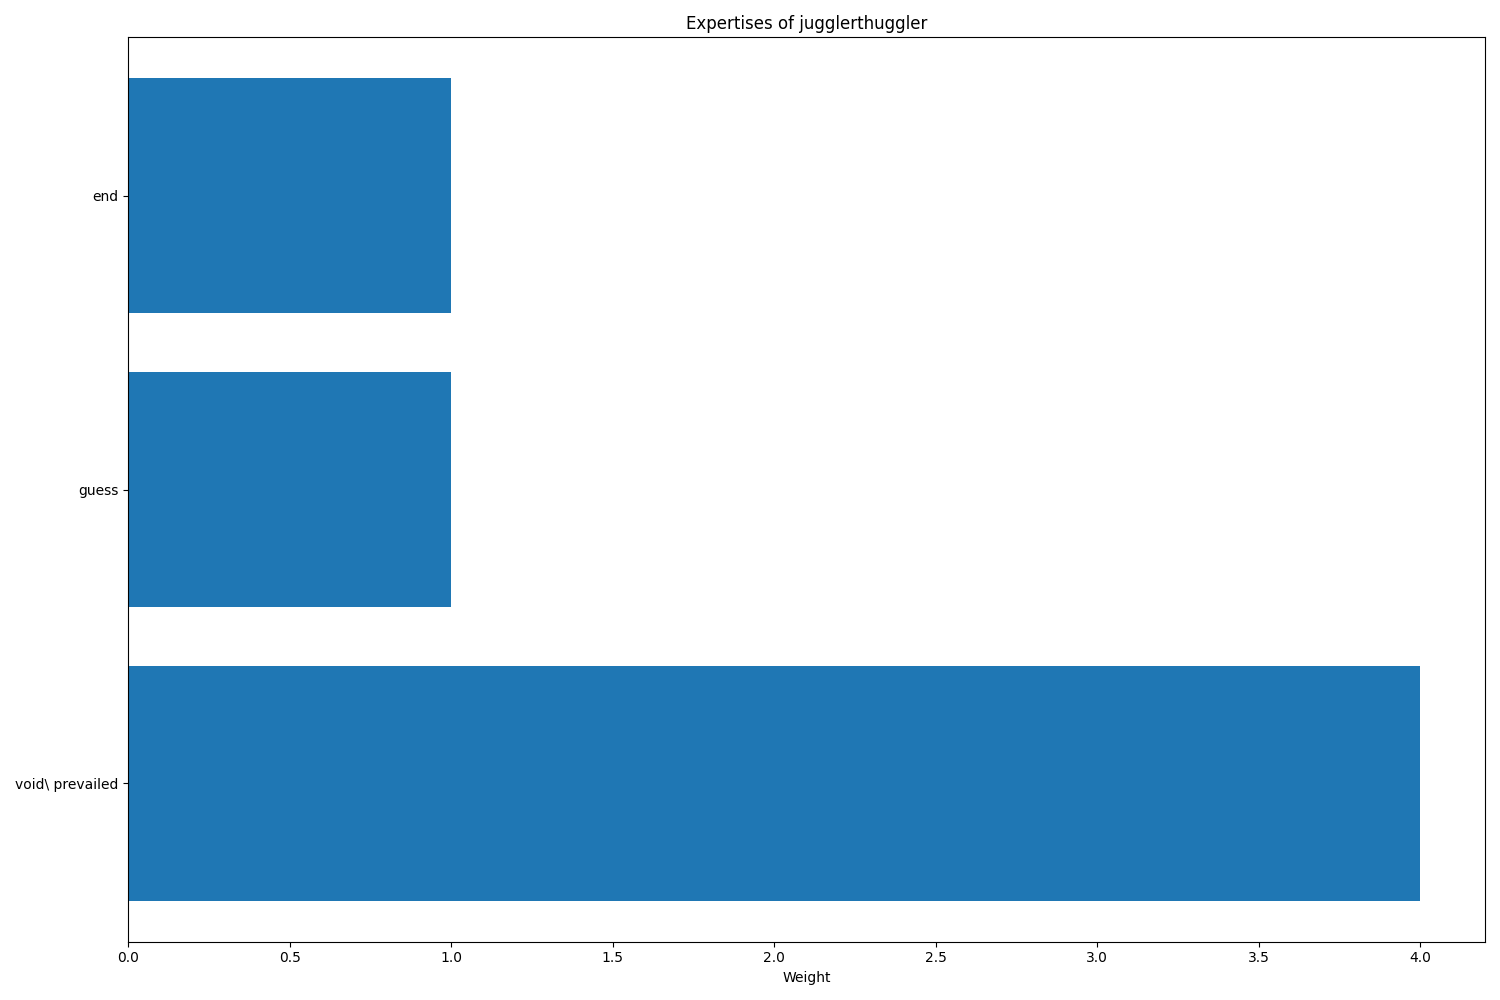 Expertises of jugglerthuggler
end
guess
void\ prevailed
0.0 0.5 1.0 1.5 2.0 2.5 3.0 3.5 4.0
Weight